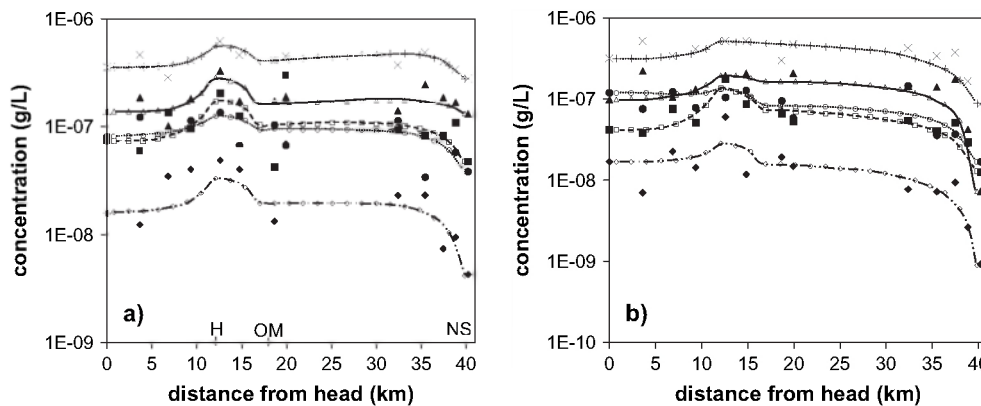 1E-06
1E-07
1E-08
1E-09
concentration (g/L)
a)
H
OM
NS
0 5 10 15 20 25 30 35 40
distance from head (km)
1E-06
1E-07
1E-08
1E-09
1E-10
concentration (g/L)
b)
0 5 10 15 20 25 30 35 40
distance from head (km)